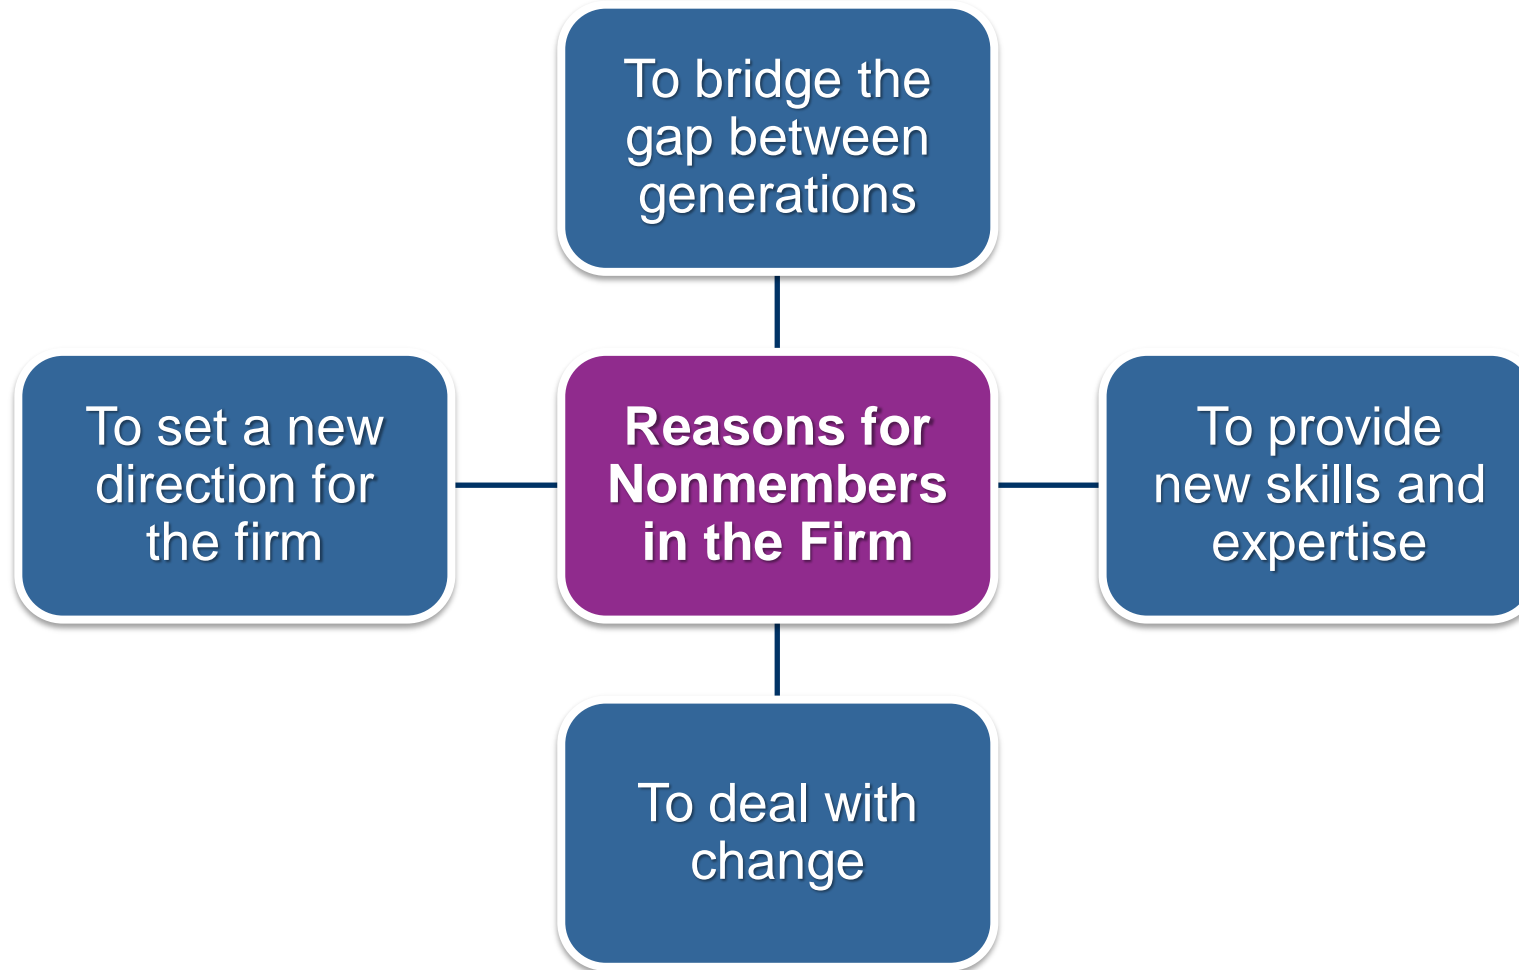 To bridge the
gap between
generations
To set a new
direction for
the firm
Reasons for
Nonmembers
in the Firm
To provide
new skills and
expertise
To deal with
change